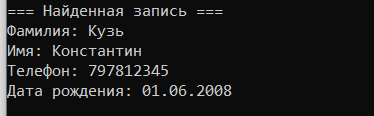 === Найденная запись ===
Фамилия: Кузь
Имя: Константин
Телефон: 797812345
Дата рождения: 01.06.2008